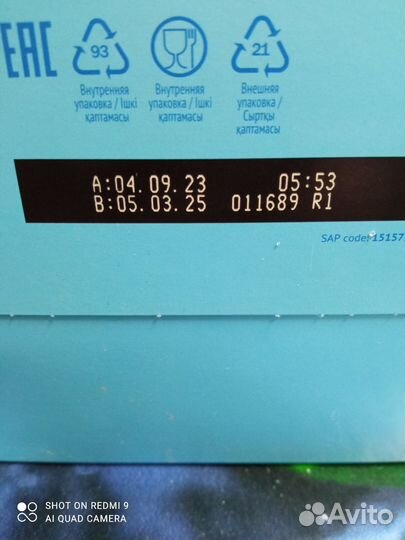 EAC
93
21
Внутренняя упаковка / Ішкі қаптамасы
Внутренняя упаковка / Ішкі қаптамасы
Внешняя упаковка / Сыртқы қаптамасы
A:04.09.23 05:53
B:05.03.25 011689 R1
SAP code: 15157
SHOT ON REDMI 9
AI QUAD CAMERA
Avito